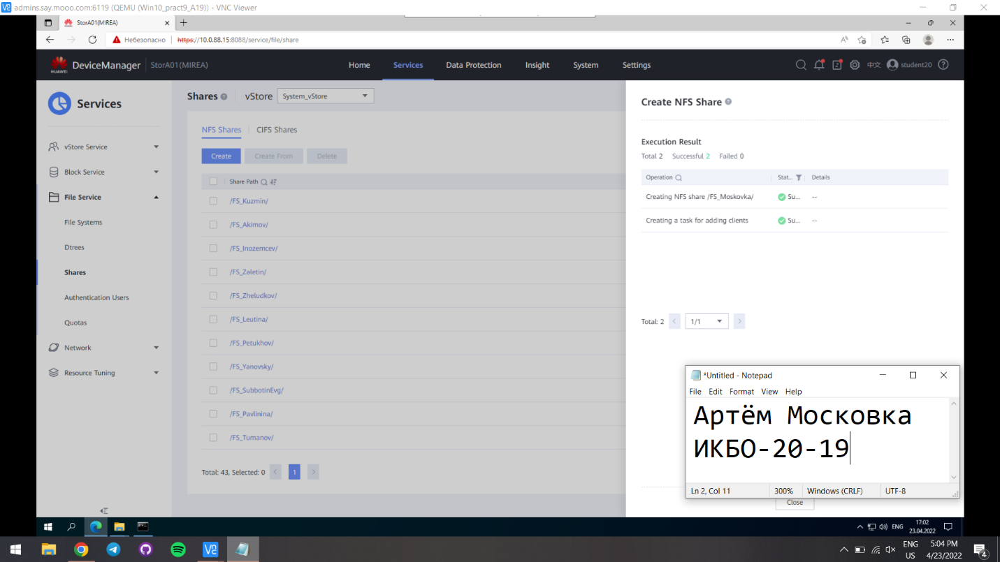 admins.say.mooo.com:6119 (QEMU (Win10_pract9_A19)) - VNC Viewer
StorA01(MIREA)
Небезопасно
https://10.0.88.15:8088/service/file/share
HUAWEI
DeviceManager
StorA01(MIREA)
Home
Services
Data Protection
Insight
System
Settings
中文
student20
Services
vStore Service
Block Service
File Service
File Systems
Dtrees
Shares
Authentication Users
Quotas
Network
Resource Tuning
Shares
vStore
System_vStore
NFS Shares
CIFS Shares
Create
Create From
Delete
Share Path
/FS_Kuzmin/
/FS_Akimov/
/FS_Inozemcev/
/FS_Zaletin/
/FS_Zheludkov/
/FS_Leutina/
/FS_Petukhov/
/FS_Yanovsky/
/FS_SubbotinEvg/
/FS_Pavlinina/
/FS_Tumanov/
Total: 43, Selected: 0
1
Create NFS Share
Execution Result
Total 2 Successful 2 Failed 0
Operation Stat... Details
Creating NFS share /FS_Moskovka/ Su... --
Creating a task for adding clients Su... --
Total: 2
1/1
Close
*Untitled - Notepad
File Edit Format View Help
Артём Московка
ИКБО-20-19
Ln 2, Col 11
300%
Windows (CRLF)
UTF-8
ENG
17:02
23.04.2022
ENG
US
5:04 PM
4/23/2022
4